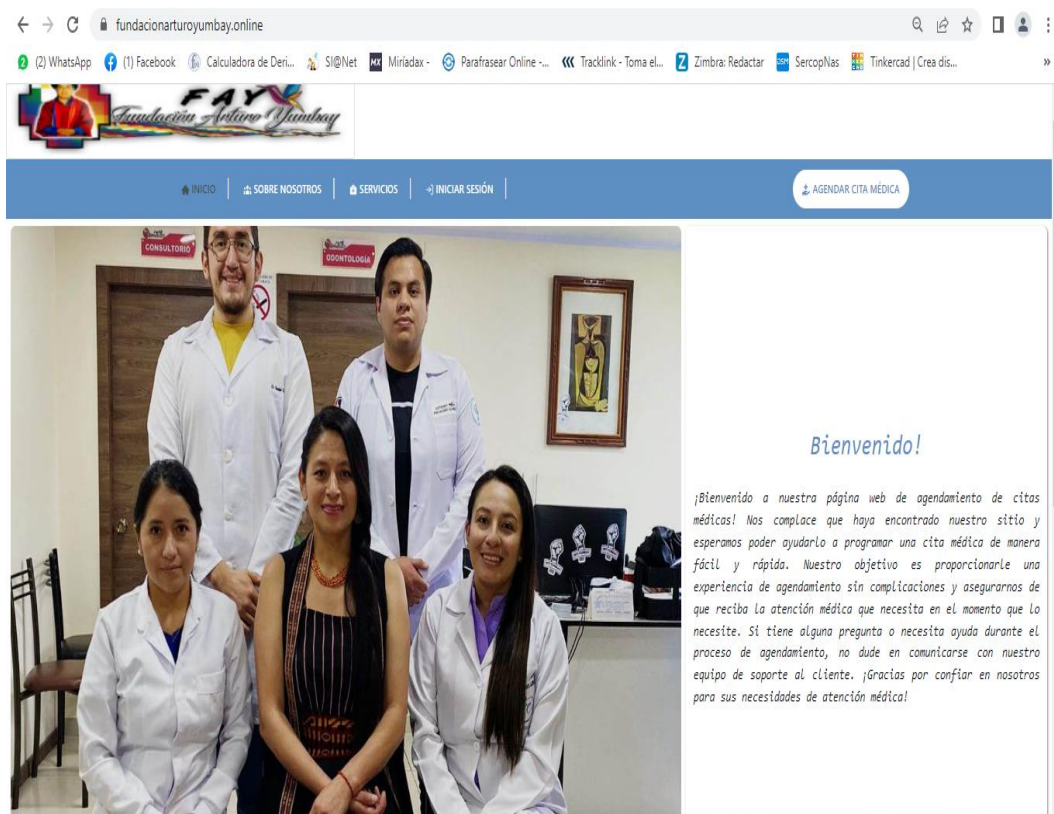 fundacionarturoyumbay.online
(2) WhatsApp (1) Facebook Calculadora de Deri... SI@Net Miríadax - Parafrasear Online -... Tracklink - Toma el... Zimbra: Redactar SercopNas Tinkercad | Crea dis... »
FAY
Fundación Arturo Yumbay
INICIO SOBRE NOSOTROS SERVICIOS INICIAR SESIÓN AGENDAR CITA MÉDICA
CONSULTORIO
ODONTOLOGÍA
Bienvenido!
¡Bienvenido a nuestra página web de agendamiento de citas
médicas! Nos complace que haya encontrado nuestro sitio y
esperamos poder ayudarlo a programar una cita médica de manera
fácil y rápida. Nuestro objetivo es proporcionarle una
experiencia de agendamiento sin complicaciones y asegurarnos de
que reciba la atención médica que necesita en el momento que lo
necesite. Si tiene alguna pregunta o necesita ayuda durante el
proceso de agendamiento, no dude en comunicarse con nuestro
equipo de soporte al cliente. ¡Gracias por confiar en nosotros
para sus necesidades de atención médica!